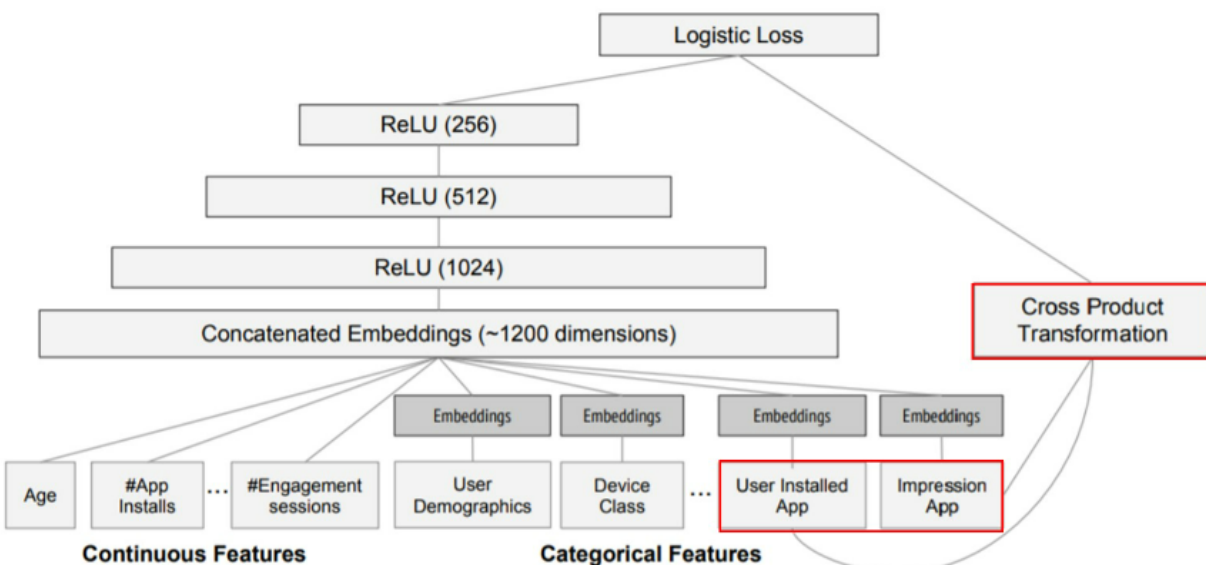 Logistic Loss
ReLU (256)
ReLU (512)
ReLU (1024)
Concatenated Embeddings (~1200 dimensions)
Cross Product
Transformation
Embeddings
Embeddings
Embeddings
Embeddings
Age
#App
Installs
...
#Engagement
sessions
User
Demographics
Device
Class
...
User Installed
App
Impression
App
Continuous Features
Categorical Features